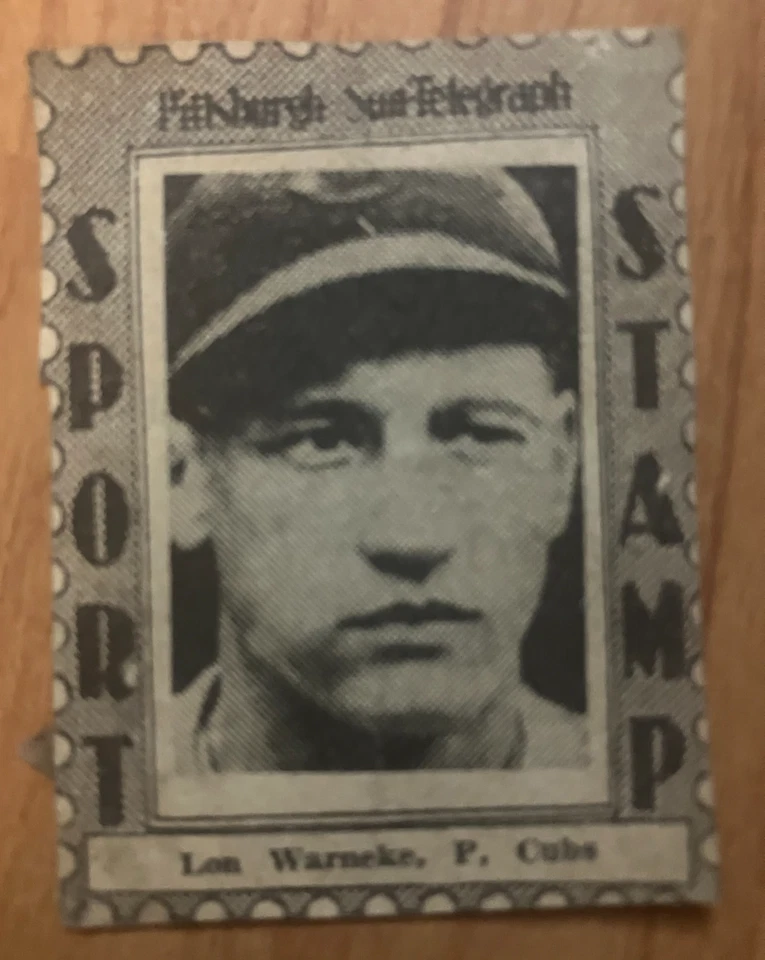 Pittsburgh Sun-Telegraph
SPORT
STAMP
Lon Warneke, P. Cubs